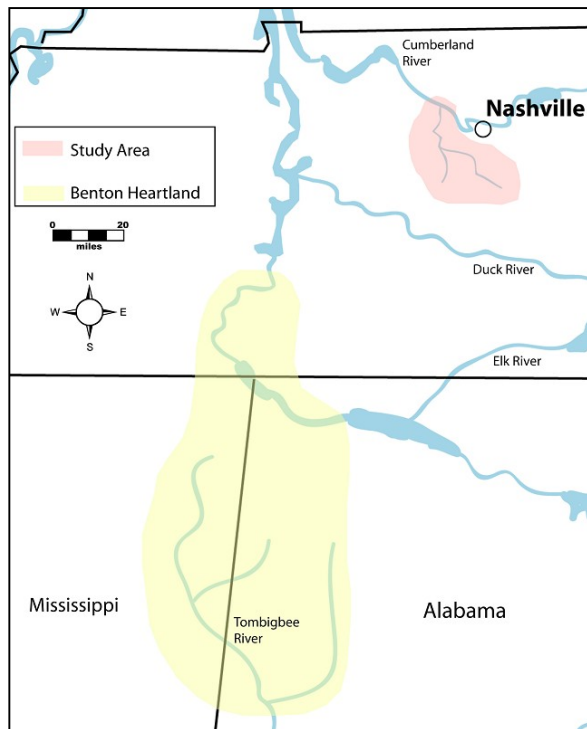 Cumberland
River
Nashville
Study Area
Benton Heartland
0 20
miles
N
W E
S
Duck River
Elk River
Mississippi
Tombigbee
River
Alabama